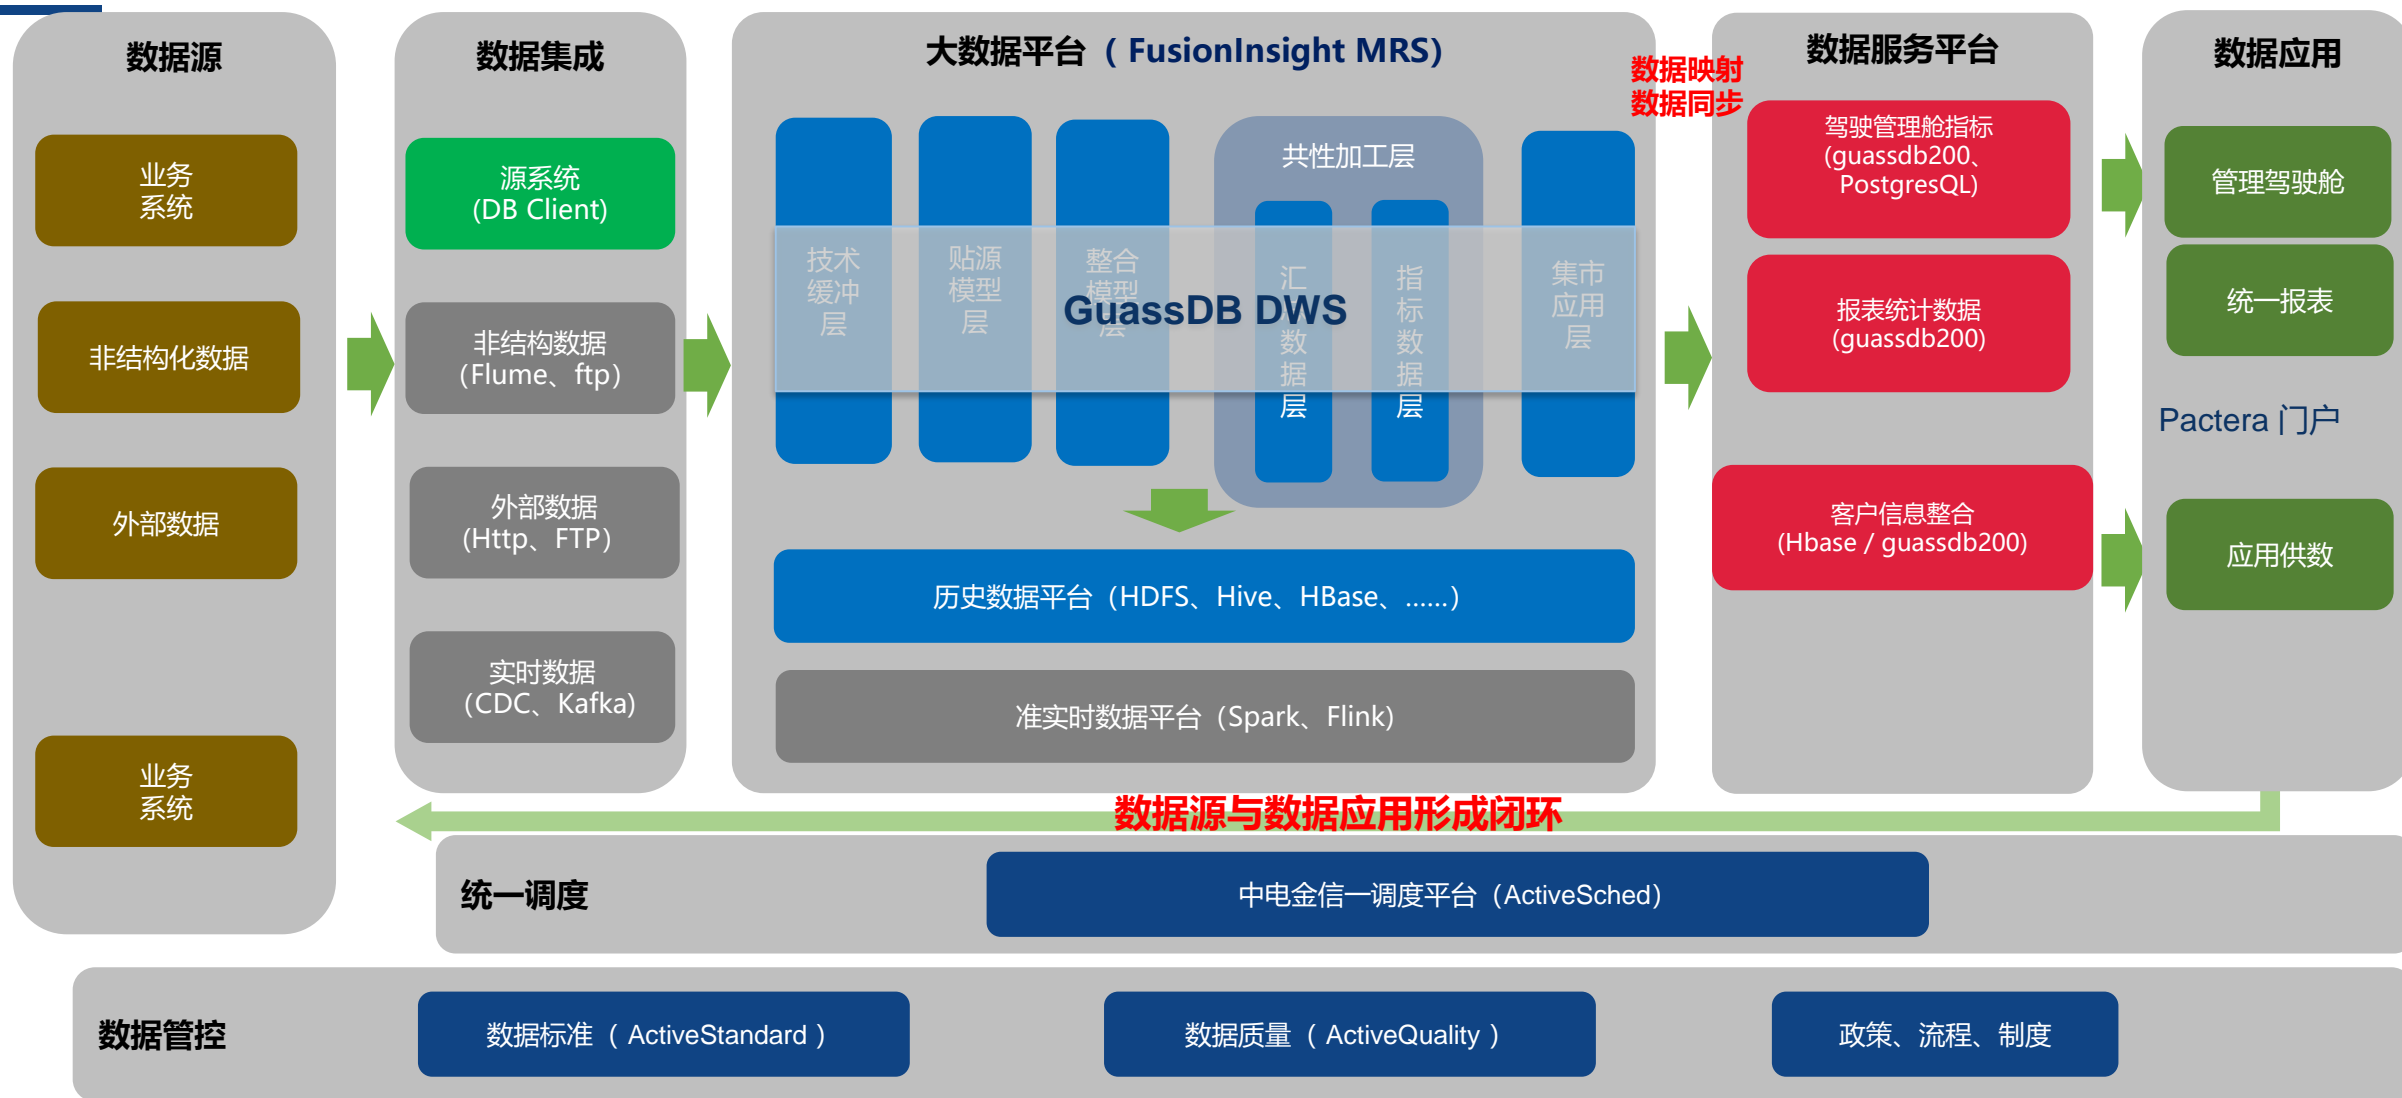 数据源
业务
系统
非结构化数据
外部数据
业务
系统
数据集成
源系统
(DB Client)
非结构数据
（Flume、ftp）
外部数据
(Http、FTP）
实时数据
（CDC、Kafka)
大数据平台（ FusionInsight MRS）
技术
缓冲
层
贴源
模型
层
整合
模型
层
共性加工层
汇
数
据
层
指
标
数
据
层
集市
应用
层
GuassDB DWS
历史数据平台（HDFS、Hive、HBase、……）
准实时数据平台（Spark、Flink）
数据映射
数据同步
数据服务平台
驾驶管理舱指标
(guassdb200、
PostgresQL)
报表统计数据
(guassdb200)
客户信息整合
(Hbase / guassdb200)
数据应用
管理驾驶舱
统一报表
Pactera 门户
应用供数
数据源与数据应用形成闭环
统一调度
中电金信一调度平台（ActiveSched）
数据管控
数据标准（ ActiveStandard ）
数据质量（ ActiveQuality ）
政策、流程、制度